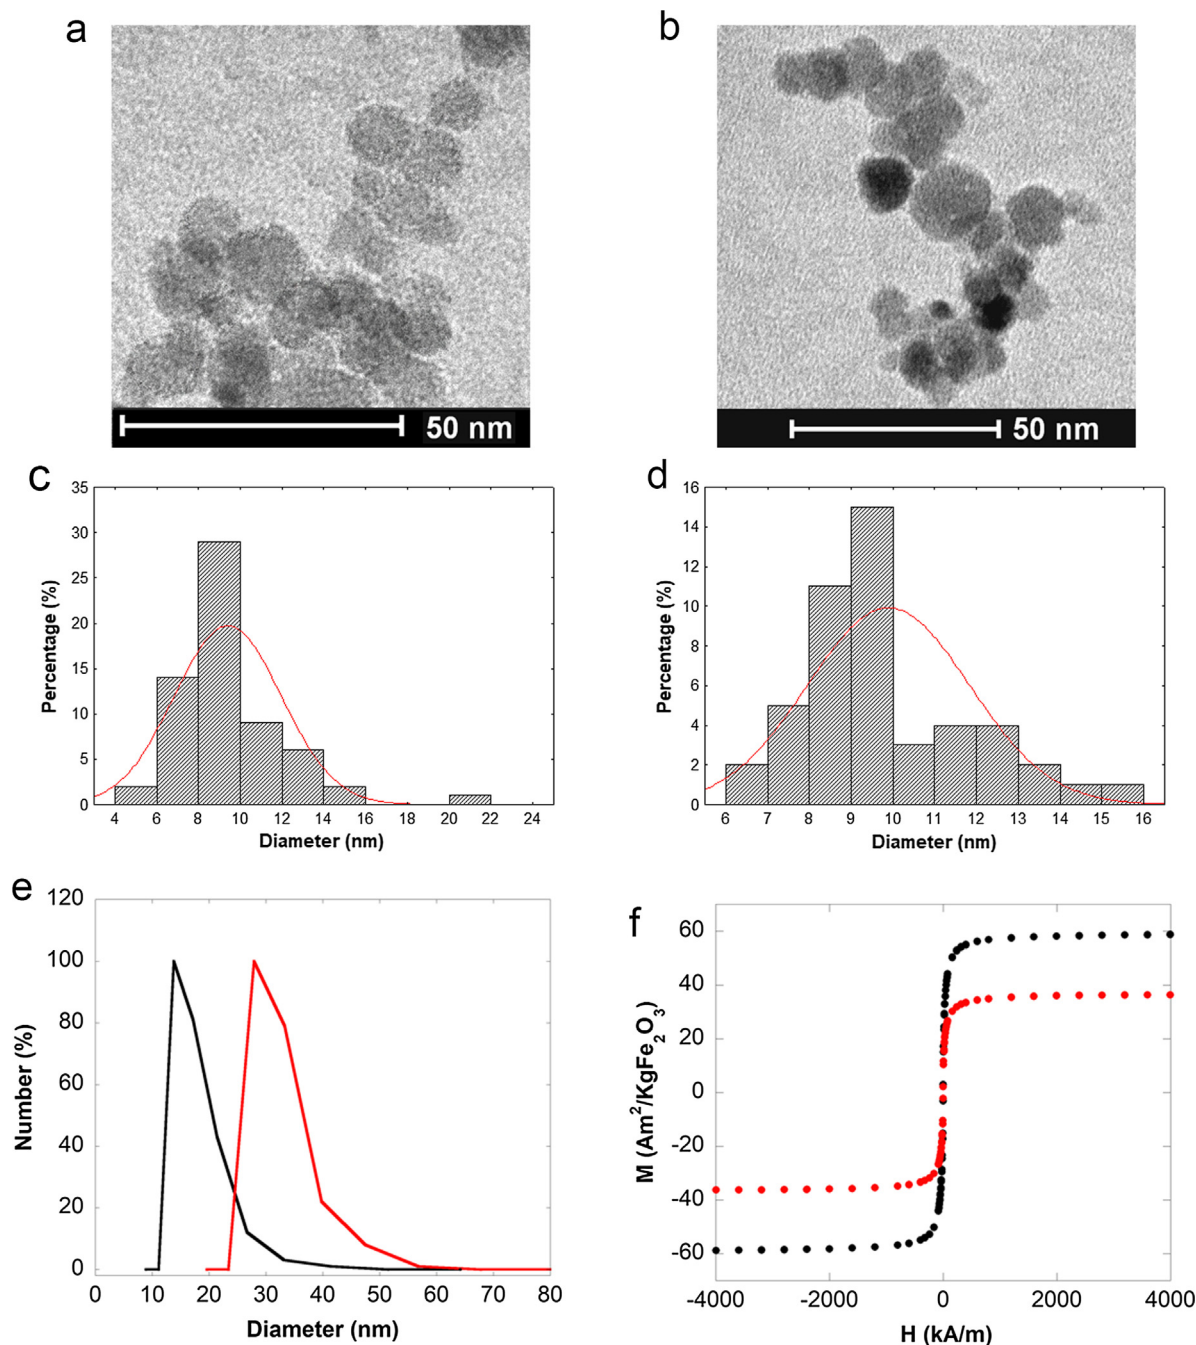 a
b
50 nm
50 nm
c
d
35
30
25
20
15
10
5
0
Percentage (%)
4 6 8 10 12 14 16 18 20 22 24
Diameter (nm)
16
14
12
10
8
6
4
2
0
Percentage (%)
6 7 8 9 10 11 12 13 14 15 16
Diameter (nm)
e
120
100
80
60
40
20
0
Number (%)
0 10 20 30 40 50 60 70 80
Diameter (nm)
f
60
40
20
0
-20
-40
-60
M (Am²/KgFe₂O₃)
-4000 -2000 0 2000 4000
H (kA/m)